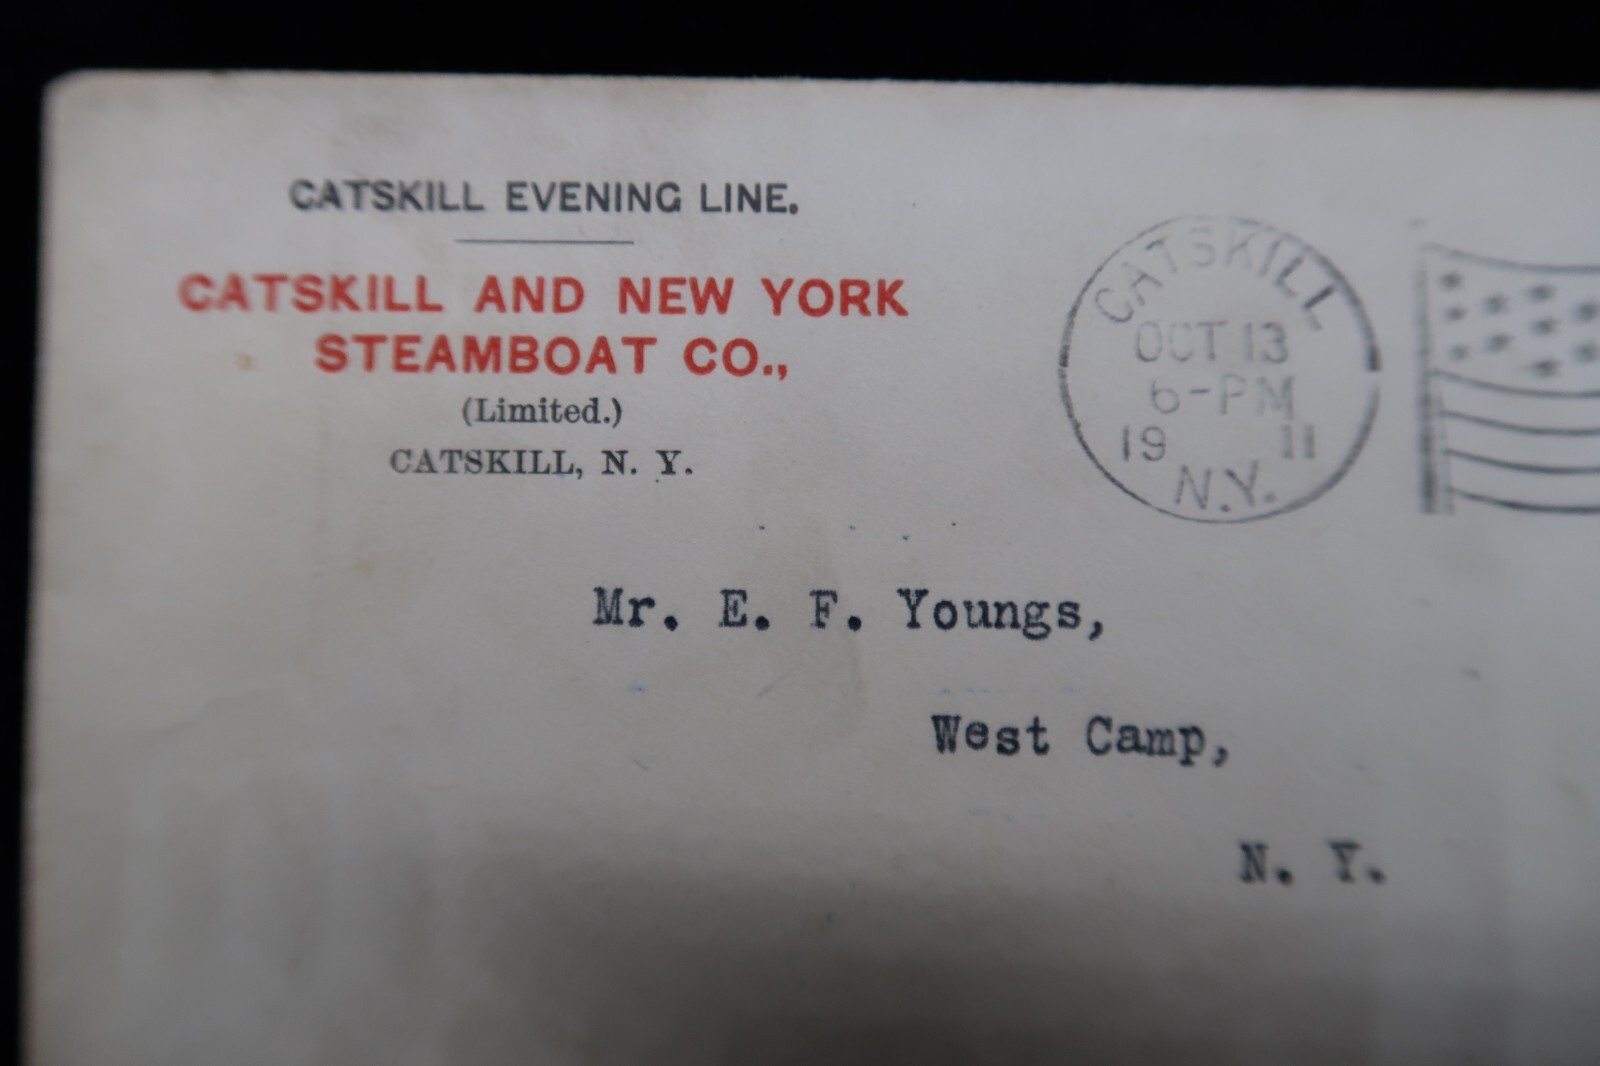 CATSKILL EVENING LINE.
CATSKILL AND NEW YORK
STEAMBOAT CO.,
(Limited.)
CATSKILL, N. Y.
CATSKILL
OCT 13
6-PM
19 11
N.Y.
Mr. E. F. Youngs,
West Camp,
N. Y.